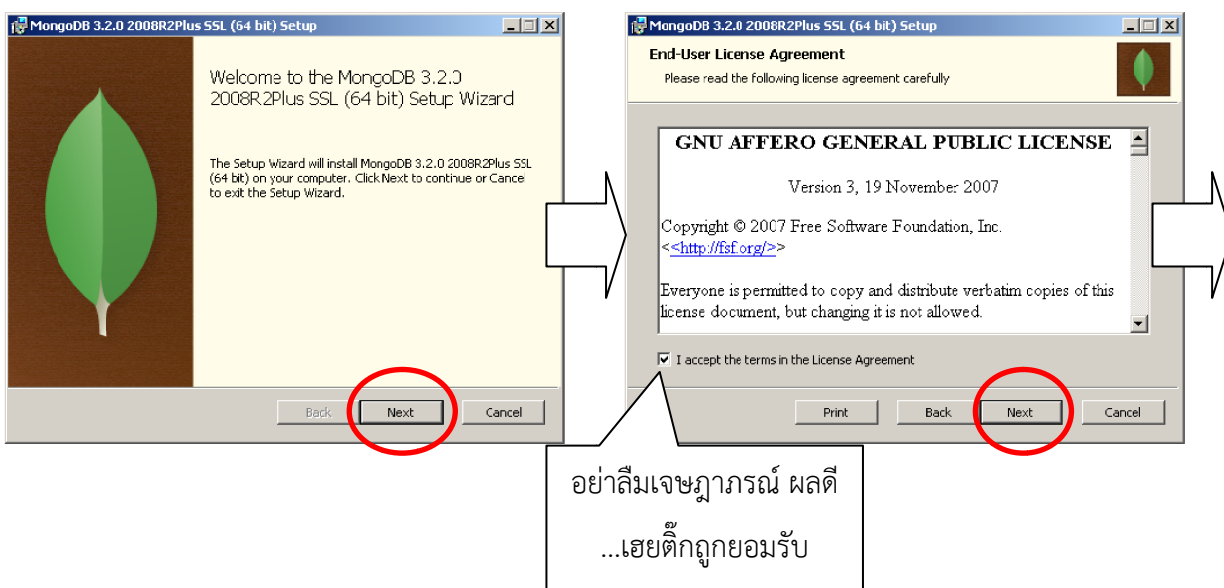 MongoDB 3.2.0 2008R2Plus SSL (64 bit) Setup
Welcome to the MongoDB 3.2.0
2008R2Plus SSL (64 bit) Setup Wizard
The Setup Wizard will install MongoDB 3.2.0 2008R2Plus SSL
(64 bit) on your computer. Click Next to continue or Cancel
to exit the Setup Wizard.
Back Next Cancel
MongoDB 3.2.0 2008R2Plus SSL (64 bit) Setup
End-User License Agreement
Please read the following license agreement carefully
GNU AFFERO GENERAL PUBLIC LICENSE
Version 3, 19 November 2007
Copyright © 2007 Free Software Foundation, Inc.
<<http://fsf.org/>>
Everyone is permitted to copy and distribute verbatim copies of this
license document, but changing it is not allowed.
I accept the terms in the License Agreement
Print Back Next Cancel
อย่าลืมเจษฎาภรณ์ ผลดี
...เฮยติ๊กถูกยอมรับ